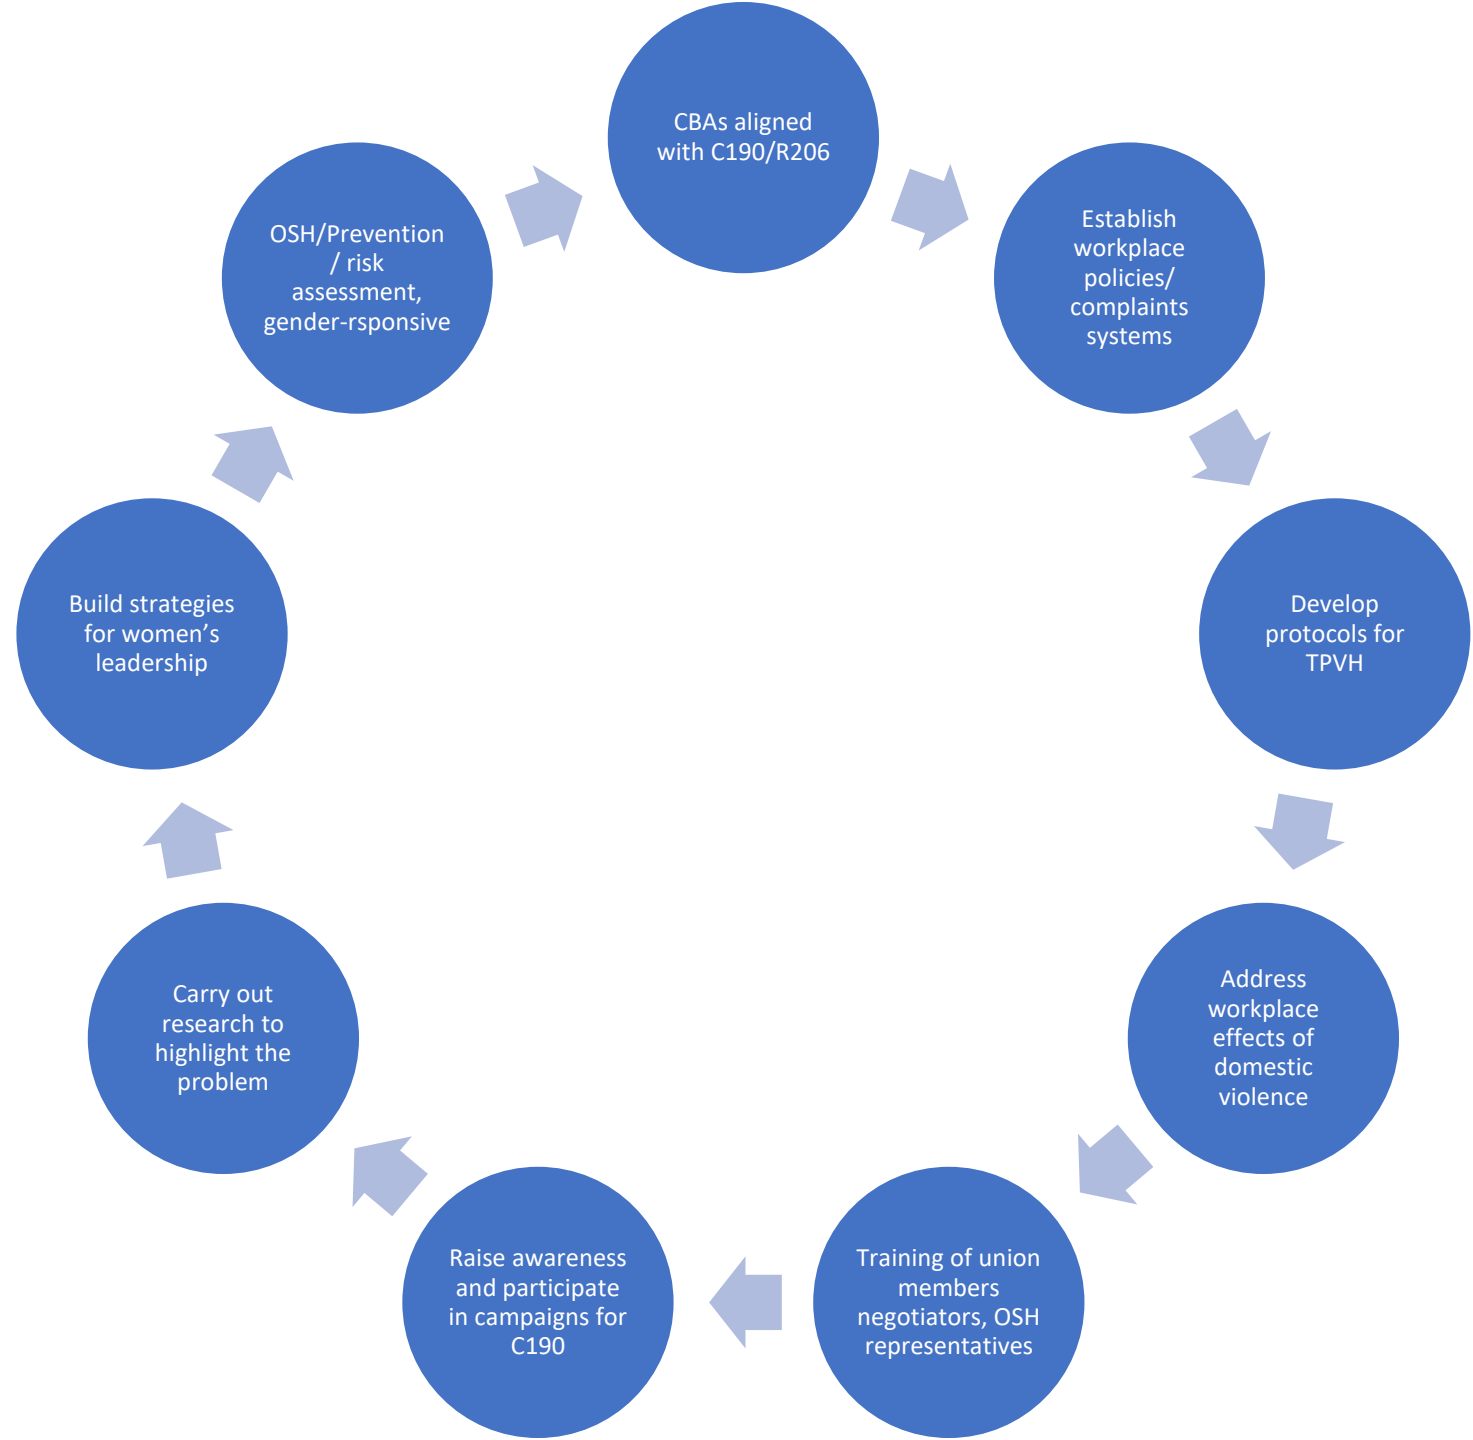 CBAs aligned
with C190/R206
Establish
workplace
policies/
complaints
systems
Develop
protocols for
TPVH
Address
workplace
effects of
domestic
violence
Training of union
members
negotiators, OSH
representatives
Raise awareness
and participate
in campaigns for
C190
Carry out
research to
highlight the
problem
Build strategies
for women’s
leadership
OSH/Prevention
/ risk
assessment,
gender-rsponsive